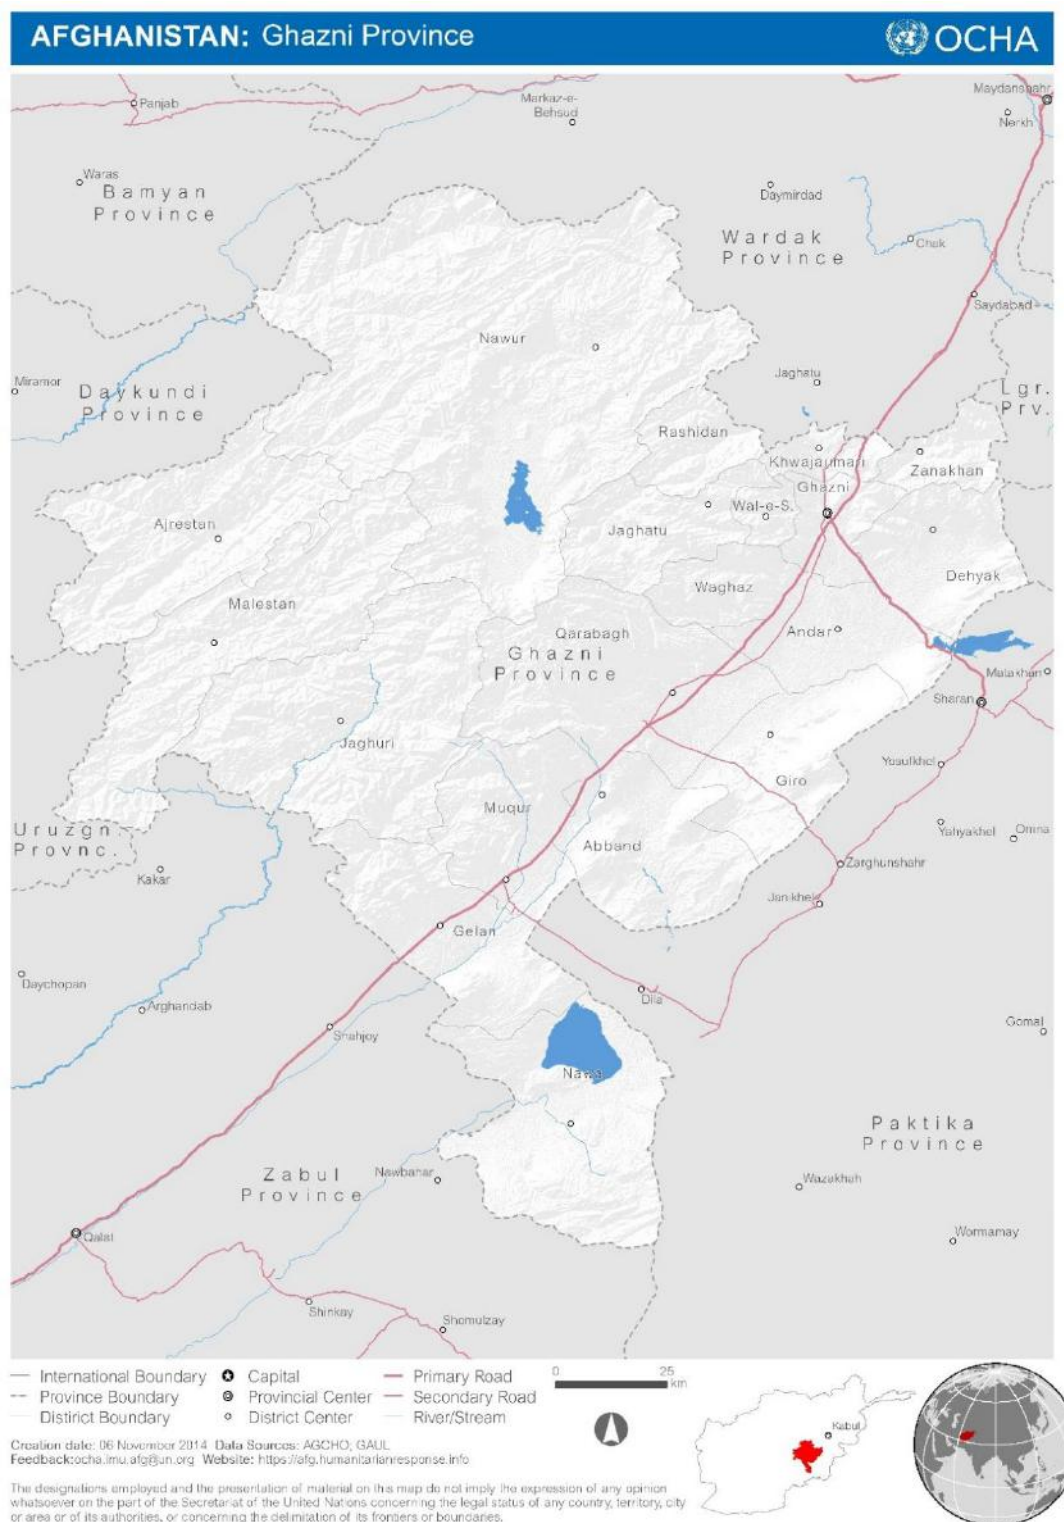 AFGHANISTAN: Ghazni Province
OCHA
Maydanshahr
Panjab
Markaz-e-
Behsud
Nerkh
Waras
Bamyan
Province
Daymirdad
Wardak
Province
Chak
Saydabad
Nawur
Miramor
Daykundi
Province
Jaghatu
Lgr.
Prv.
Rashidan
Khwajaumari
Zanakhan
Ghazni
Wal-e-S.
Ajrestan
Jaghatu
Dehyak
Waghaz
Malestan
Andar
Qarabagh
Ghazni
Province
Matakhan
Sharan
Jaghuri
Yosufkhel
Giro
Muqur
Uruzgn.
Provnc.
Yahyakhel
Omna
Abband
Zarghunshahr
Kakar
Janikhel
Gelan
Daychopan
Dila
Arghandab
Gomal
Shahjoy
Nawa
Paktika
Province
Zabul
Province
Nawbahar
Wazakhah
Qalat
Wormamay
Shinkay
Shomulzay
International Boundary
Capital
Primary Road
0 25
km
Province Boundary
Provincial Center
Secondary Road
Distirict Boundary
District Center
River/Stream
Kabul
Creation date: 06 November 2014 Data Sources: AGCHO, GAUL
Feedback:ocha.imu.afg@un.org Website: https://afg.humanitarianresponse.info
The designations employed and the presentation of material on this map do not imply the expression of any opinion
whatsoever on the part of the Secretariat of the United Nations concerning the legal status of any country, territory, city
or area or of its authorities, or concerning the delimitation of its frontiers or boundaries.